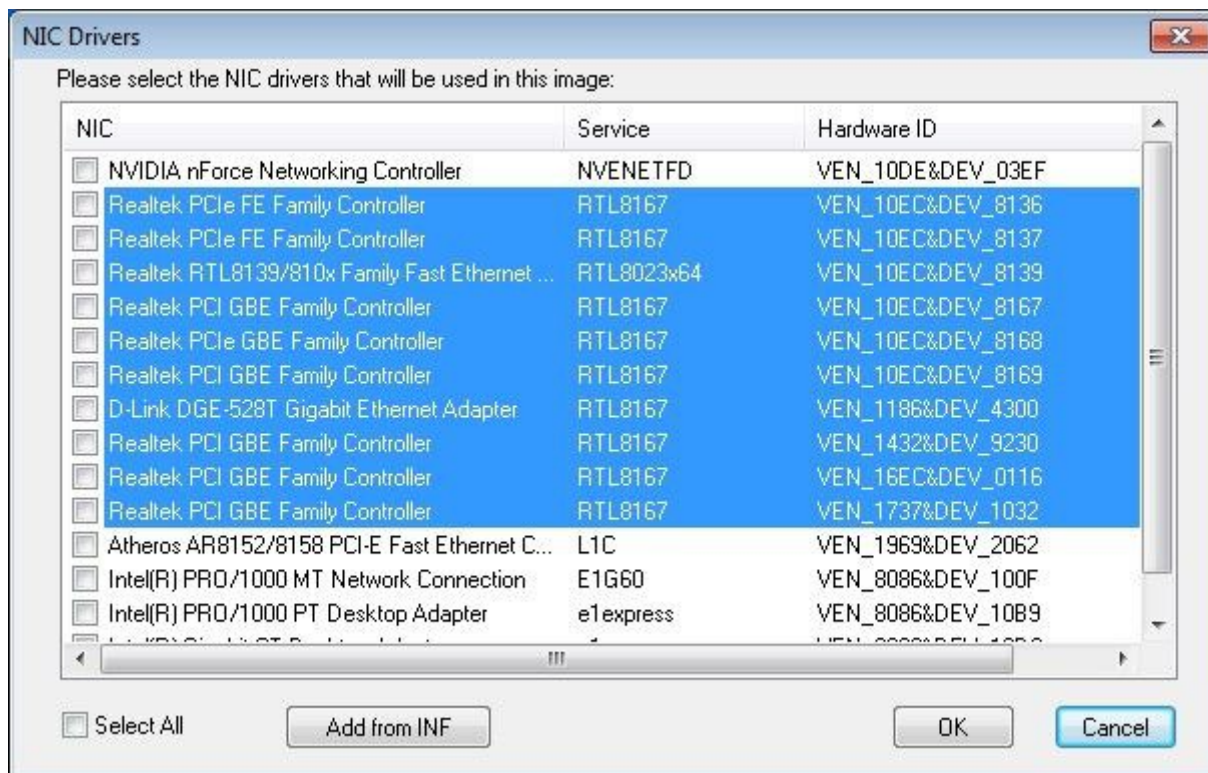 NIC Drivers
Please select the NIC drivers that will be used in this image:
NIC Service Hardware ID
NVIDIA nForce Networking Controller NVENETFD VEN_10DE&DEV_03EF
Realtek PCIe FE Family Controller RTL8167 VEN_10EC&DEV_8136
Realtek PCIe FE Family Controller RTL8167 VEN_10EC&DEV_8137
Realtek RTL8139/810x Family Fast Ethernet ... RTL8023x64 VEN_10EC&DEV_8139
Realtek PCI GBE Family Controller RTL8167 VEN_10EC&DEV_8167
Realtek PCIe GBE Family Controller RTL8167 VEN_10EC&DEV_8168
Realtek PCI GBE Family Controller RTL8167 VEN_10EC&DEV_8169
D-Link DGE-528T Gigabit Ethernet Adapter RTL8167 VEN_1186&DEV_4300
Realtek PCI GBE Family Controller RTL8167 VEN_1432&DEV_9230
Realtek PCI GBE Family Controller RTL8167 VEN_16EC&DEV_0116
Realtek PCI GBE Family Controller RTL8167 VEN_1737&DEV_1032
Atheros AR8152/8158 PCI-E Fast Ethernet C... L1C VEN_1969&DEV_2062
Intel(R) PRO/1000 MT Network Connection E1G60 VEN_8086&DEV_100F
Intel(R) PRO/1000 PT Desktop Adapter e1express VEN_8086&DEV_10B9
Select All Add from INF OK Cancel